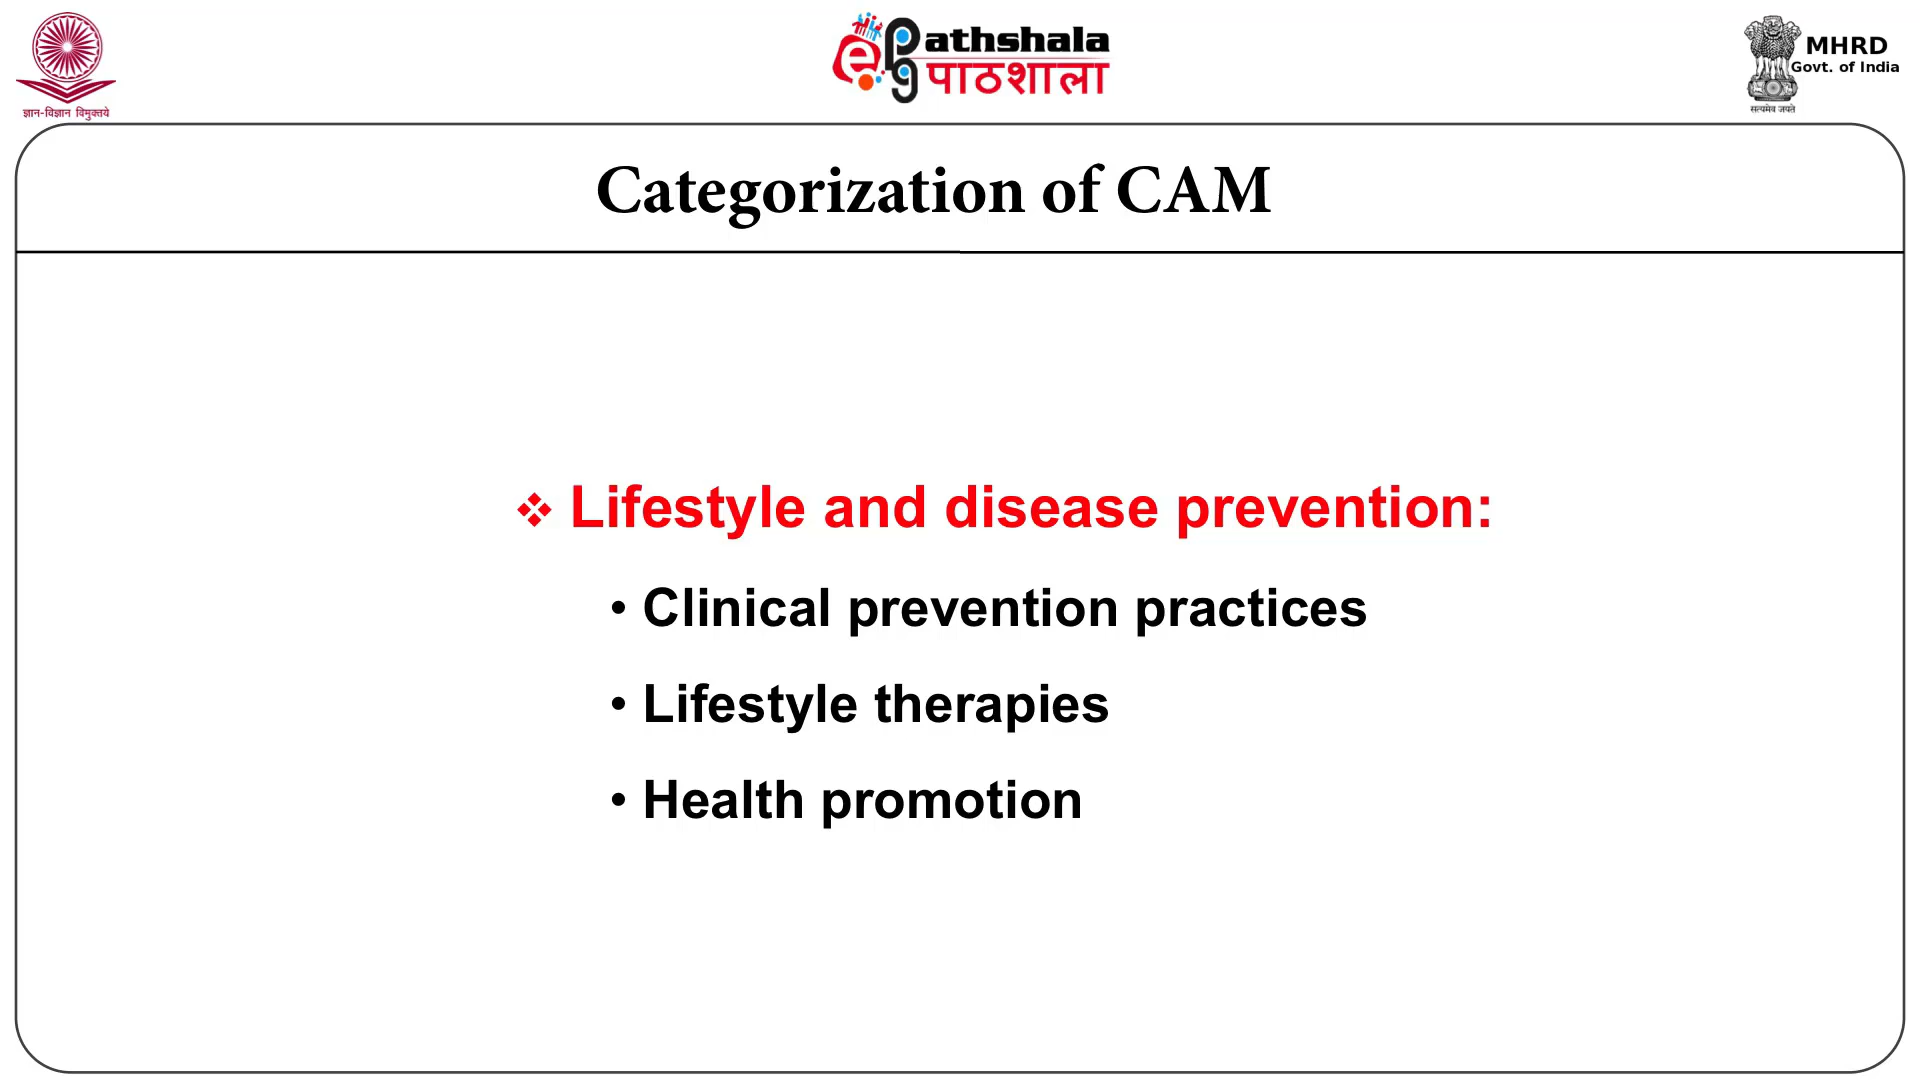 ज्ञान-विज्ञान विमुक्तये
ePathshala
पाठशाला
MHRD
Govt. of India
सत्यमेव जयते
Categorization of CAM
❖ Lifestyle and disease prevention:
• Clinical prevention practices
• Lifestyle therapies
• Health promotion